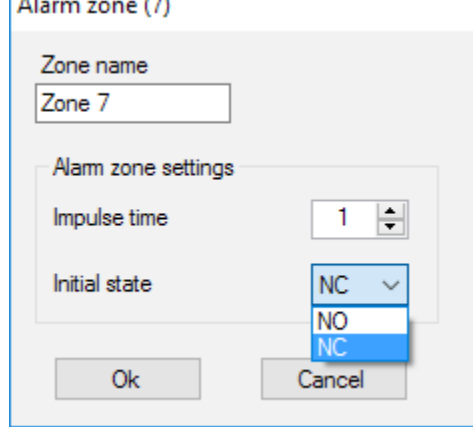 Alarm zone (7)
Zone name
Zone 7
Alarm zone settings
Impulse time 1
Initial state NC
NO
NC
Ok Cancel